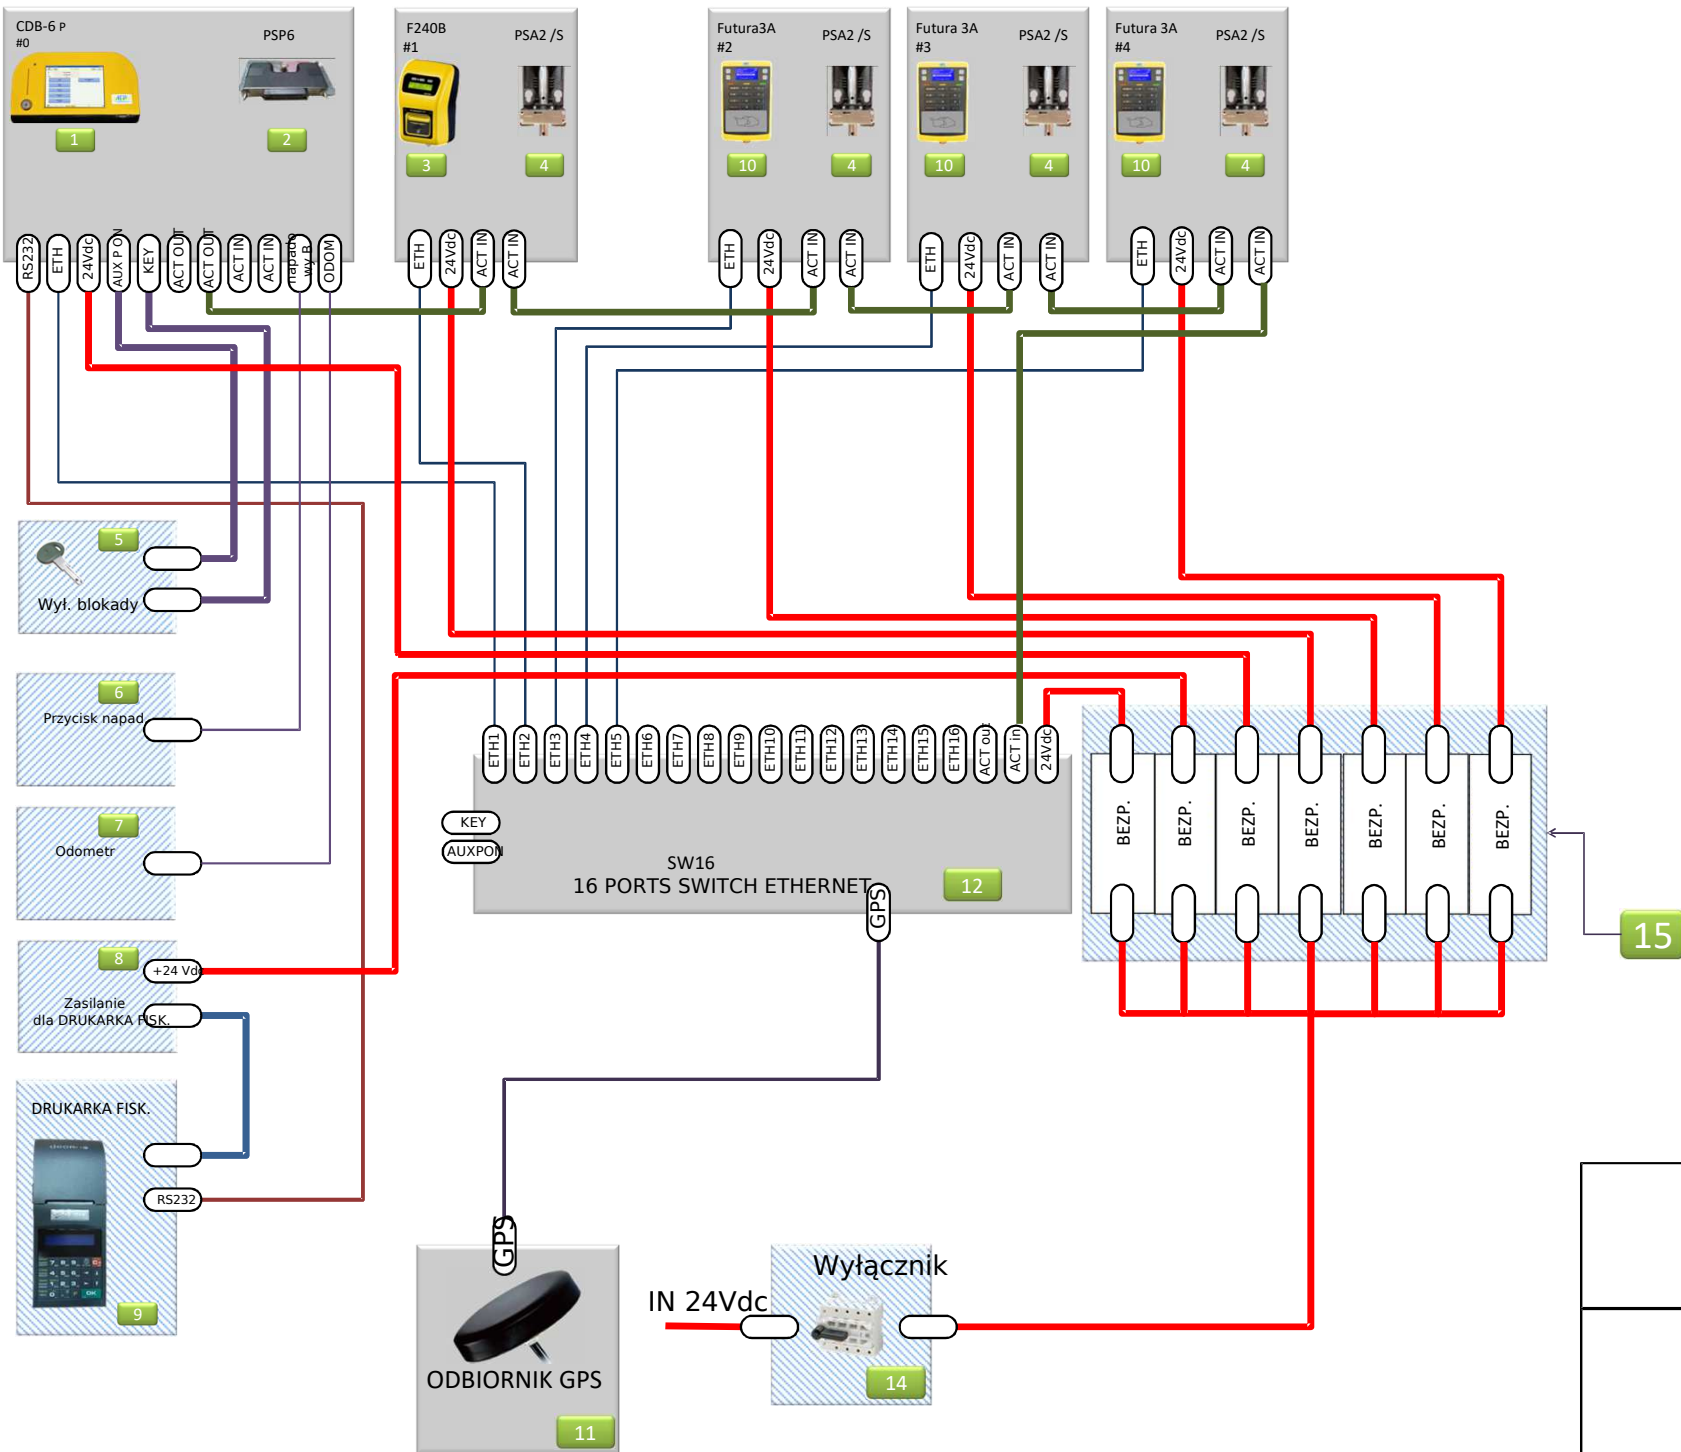 CDB-6 P
#0
PSP6
1
2
F240B
#1
PSA2 /S
3
4
Futura3A
#2
PSA2 /S
10
4
Futura 3A
#3
PSA2 /S
10
4
Futura 3A
#4
PSA2 /S
10
4
RS232
ETH
24Vdc
AUX P ON
KEY
ACT OUT
ACT OUT
ACT IN
ACT IN
napado
wy B
ODOM
ETH
24Vdc
ACT IN
ACT IN
ETH
24Vdc
ACT IN
ACT IN
ETH
24Vdc
ACT IN
ACT IN
ETH
24Vdc
ACT IN
ACT IN
5
Wył. blokady
6
Przycisk napad.
7
Odometr
8
+24 Vdc
Zasilanie
dla DRUKARKA FISK.
DRUKARKA FISK.
RS232
OK
9
ETH1
ETH2
ETH3
ETH4
ETH5
ETH6
ETH7
ETH8
ETH9
ETH10
ETH11
ETH12
ETH13
ETH14
ETH15
ETH16
ACT out
ACT in
24Vdc
KEY
AUXPON
SW16
16 PORTS SWITCH ETHERNET
12
GPS
BEZP.
BEZP.
BEZP.
BEZP.
BEZP.
BEZP.
BEZP.
15
GPS
ODBIORNIK GPS
11
Wyłącznik
IN 24Vdc
14